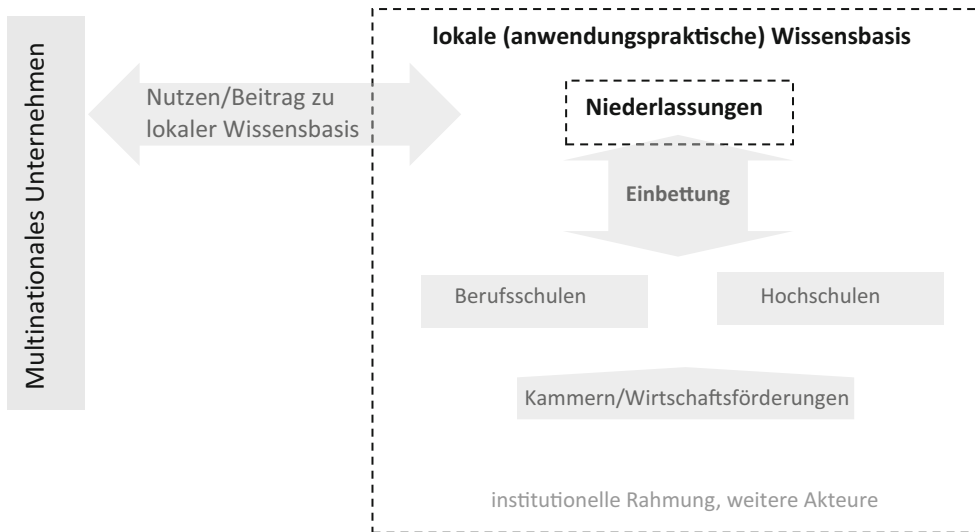 Multinationales Unternehmen
lokale (anwendungspraktische) Wissensbasis
Nutzen/Beitrag zu
lokaler Wissensbasis
Niederlassungen
Einbettung
Berufsschulen
Hochschulen
Kammern/Wirtschaftsförderungen
institutionelle Rahmung, weitere Akteure